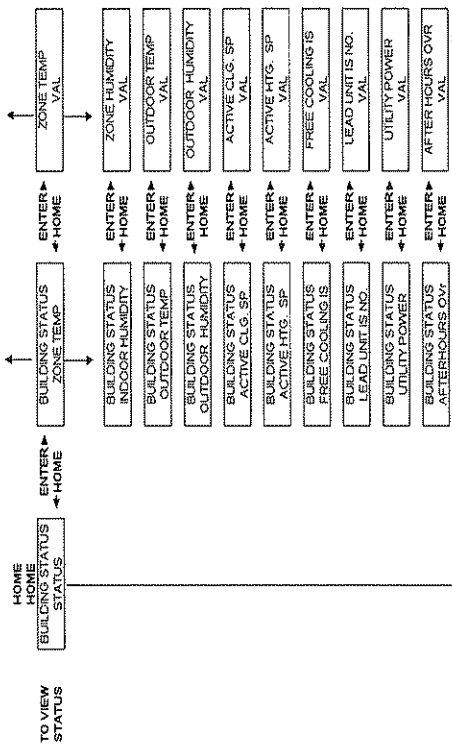 HOME
HOME
TO VIEW
STATUS
BUILDING STATUS
STATUS
ENTER
HOME
BUILDING STATUS
ZONE TEMP
ENTER
HOME
ZONE TEMP
VAL
BUILDING STATUS
INDOOR HUMIDITY
ENTER
HOME
ZONE HUMIDITY
VAL
BUILDING STATUS
OUTDOOR TEMP
ENTER
HOME
OUTDOOR TEMP
VAL
BUILDING STATUS
OUTDOOR HUMIDITY
ENTER
HOME
OUTDOOR HUMIDITY
VAL
BUILDING STATUS
ACTIVE CLG. SP
ENTER
HOME
ACTIVE CLG. SP
VAL
BUILDING STATUS
ACTIVE HTG. SP
ENTER
HOME
ACTIVE HTG. SP
VAL
BUILDING STATUS
FREE COOLING IS
ENTER
HOME
FREE COOLING IS
VAL
BUILDING STATUS
LEAD UNIT IS NO.
ENTER
HOME
LEAD UNIT IS NO.
VAL
BUILDING STATUS
UTILITY POWER
ENTER
HOME
UTILITY POWER
VAL
BUILDING STATUS
AFTERHOURS OVr
ENTER
HOME
AFTER HOURS OVR
VAL